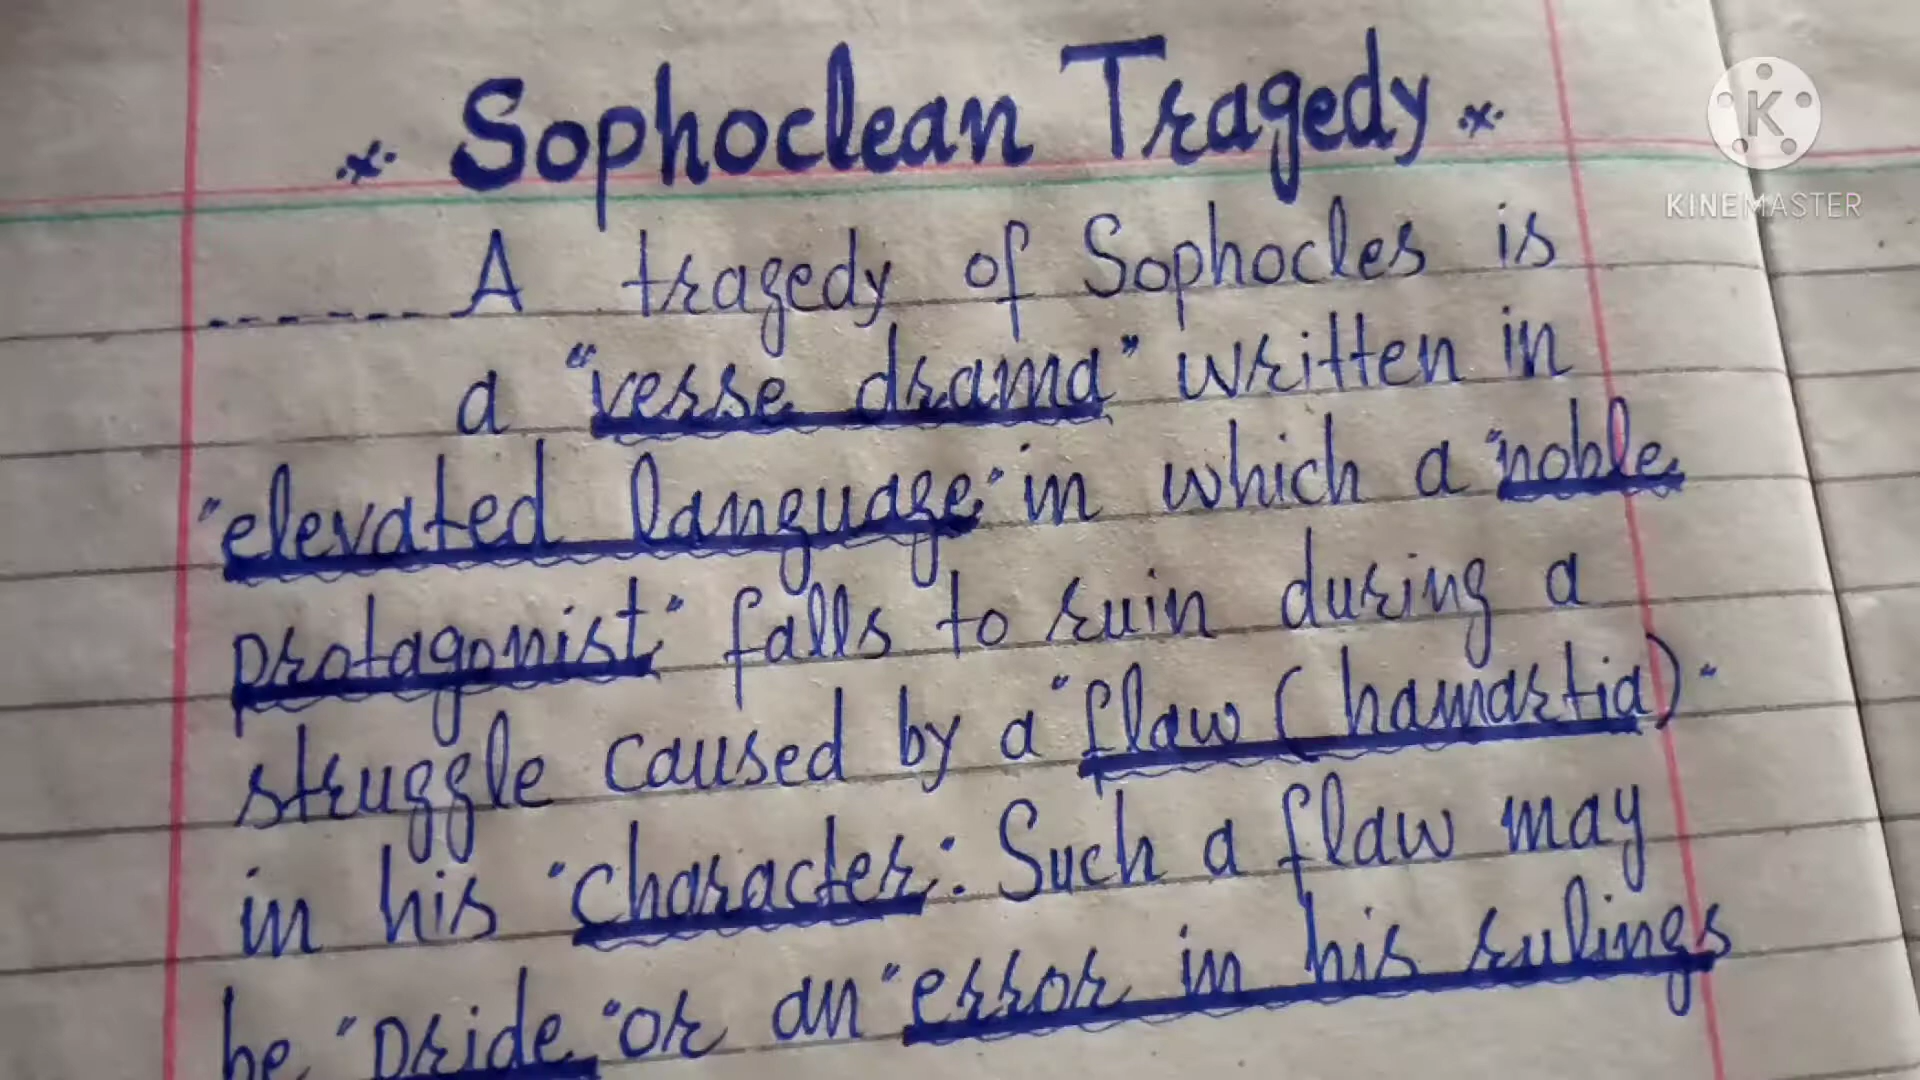 Sophoclean Tragedy
KINEMASTER
A tragedy of Sophocles is
a "verse drama" written in
"elevated language" in which a "noble
protagonist" falls to ruin during a
struggle caused by a "flaw (hamartia)"
in his "character". Such a flaw may
be "pride" or an "error in his rulings